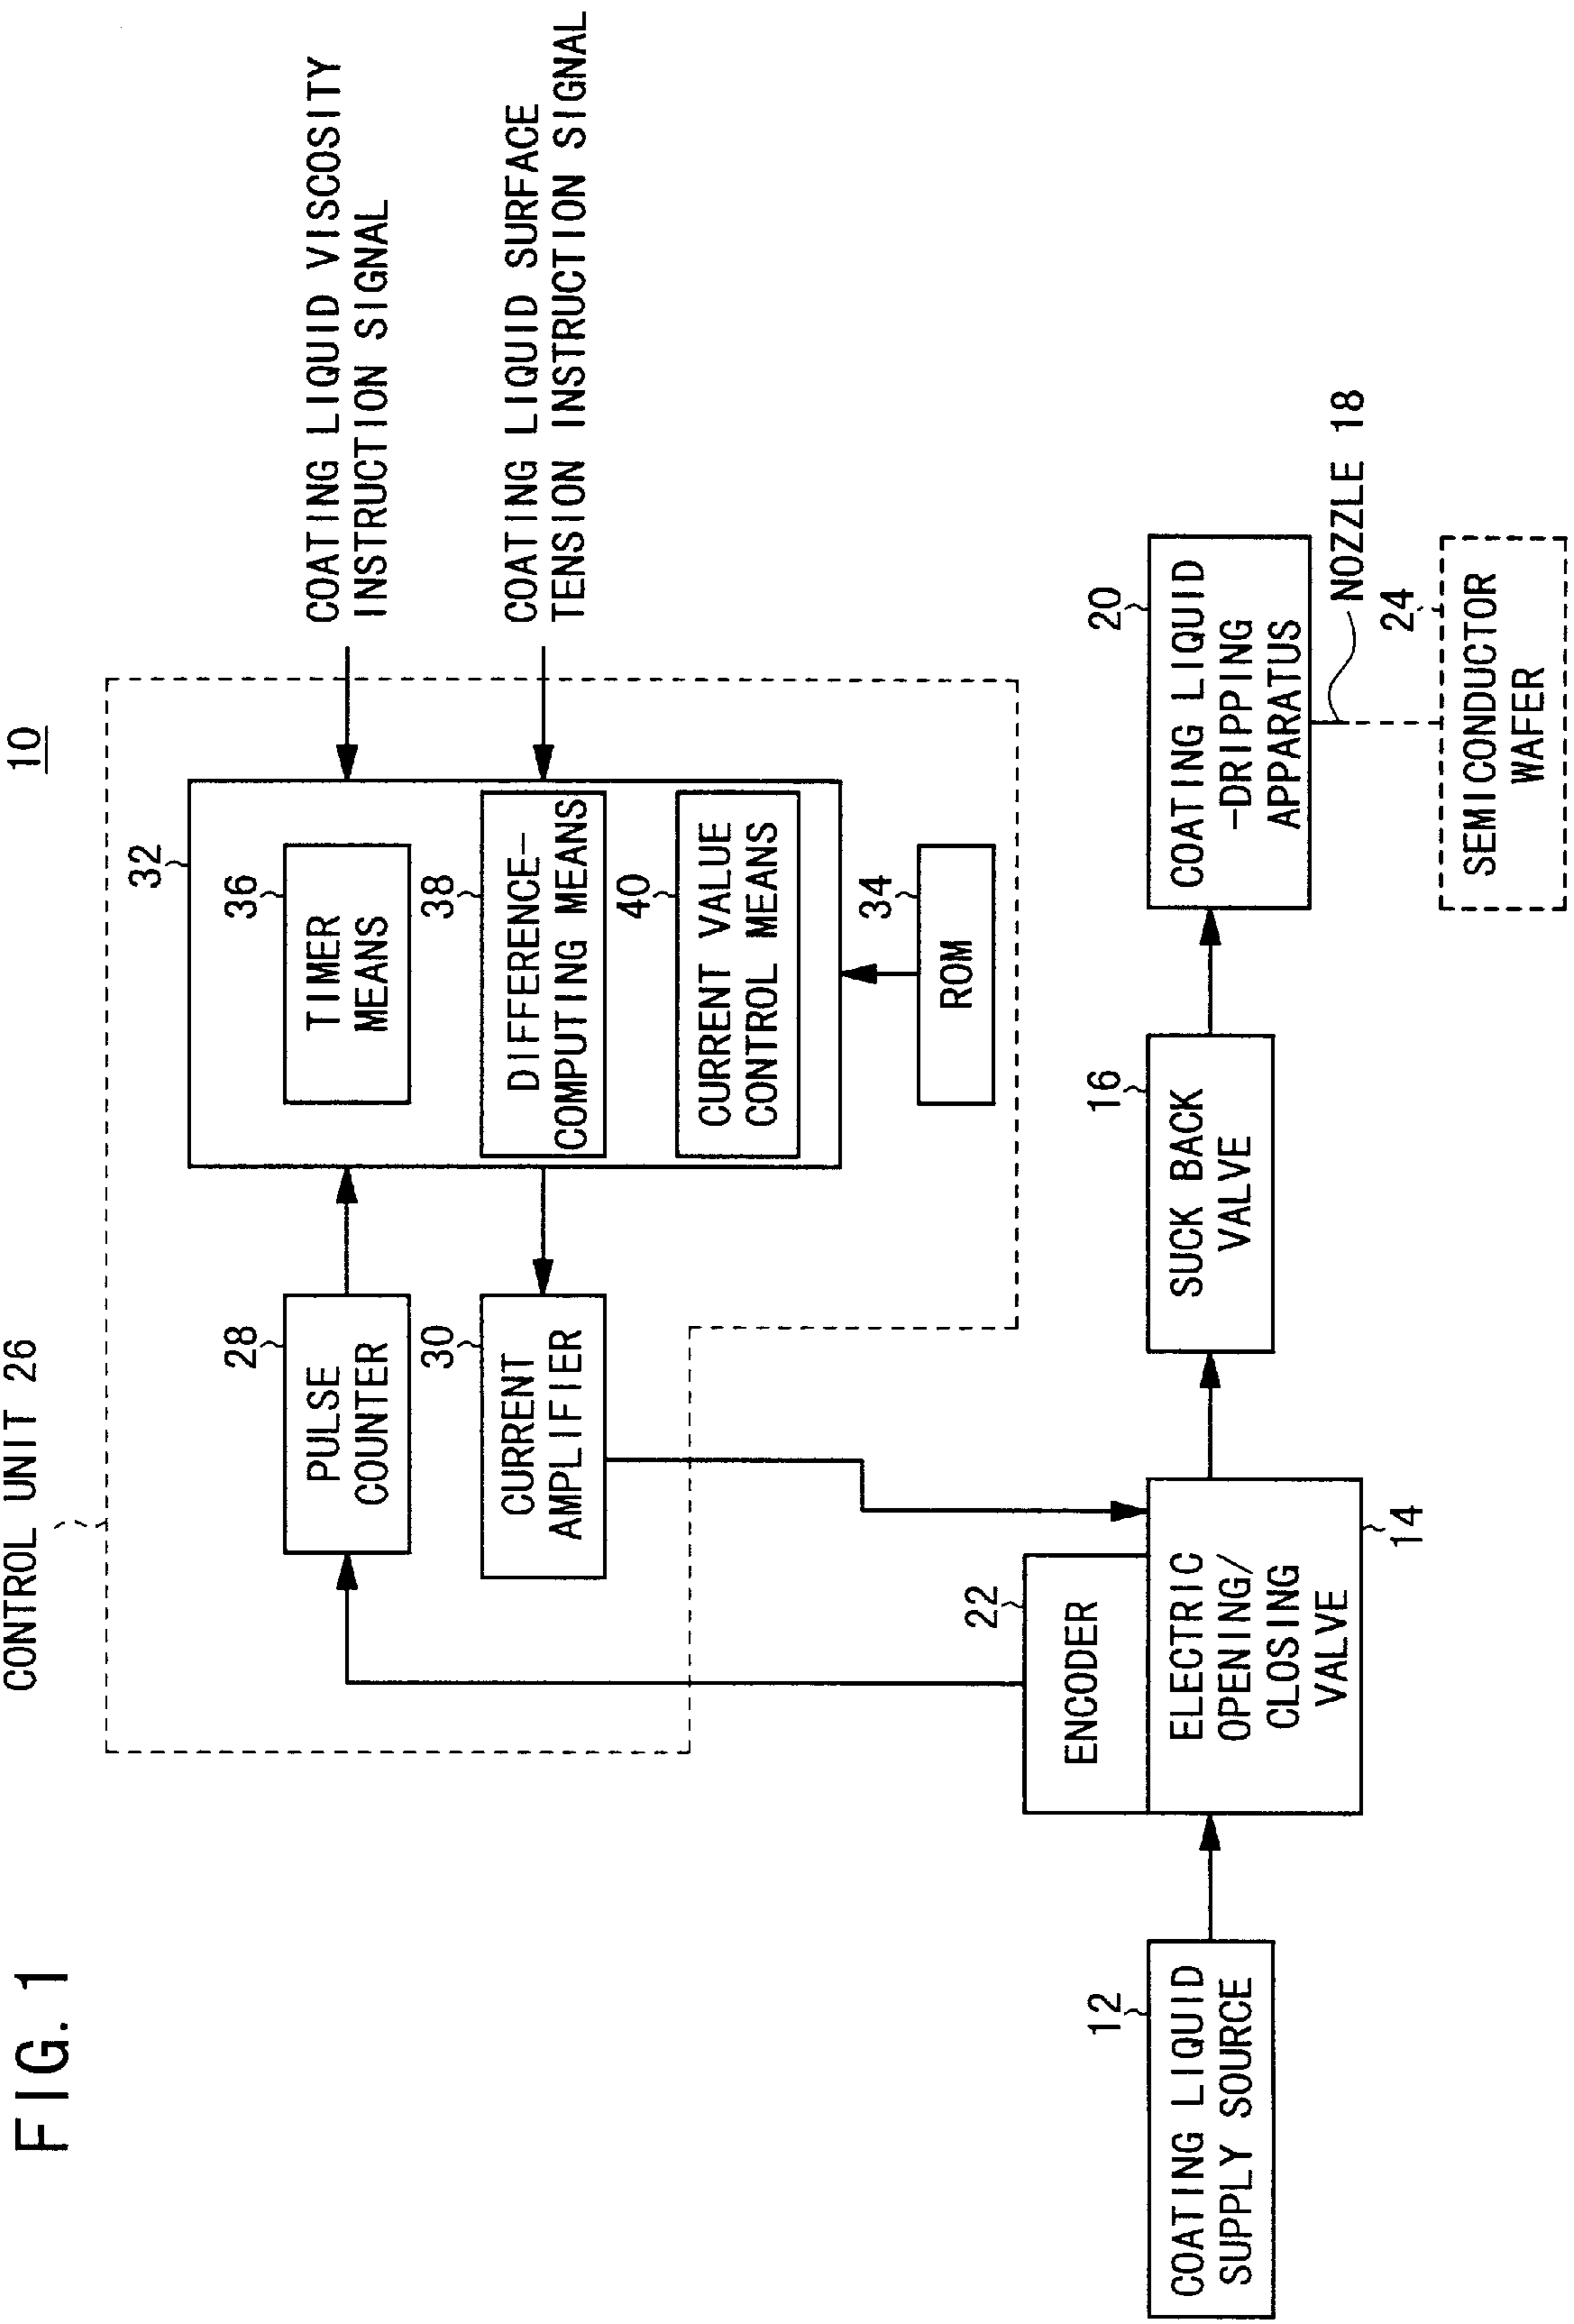 FIG. 1
10
CONTROL UNIT 26
28
PULSE
COUNTER
30
CURRENT
AMPLIFIER
32
36
TIMER
MEANS
38
DIFFERENCE-
COMPUTING MEANS
40
CURRENT VALUE
CONTROL MEANS
34
ROM
COATING LIQUID VISCOSITY
INSTRUCTION SIGNAL
COATING LIQUID SURFACE
TENSION INSTRUCTION SIGNAL
12
COATING LIQUID
SUPPLY SOURCE
22
ENCODER
ELECTRIC
OPENING/
CLOSING
VALVE
14
16
SUCK BACK
VALVE
20
COATING LIQUID
-DRIPPING
APPARATUS
NOZZLE 18
24
SEMICONDUCTOR
WAFER